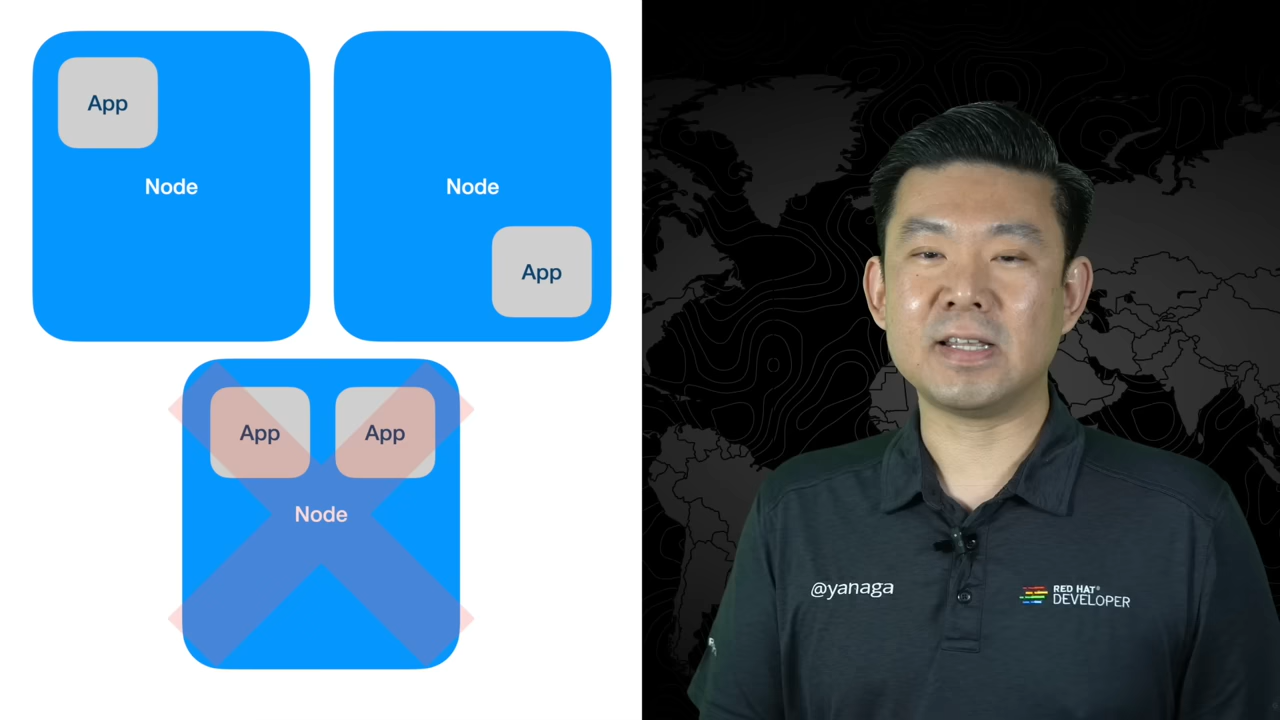 App
Node
Node
App
App
App
Node
@yanaga
RED HAT®
DEVELOPER